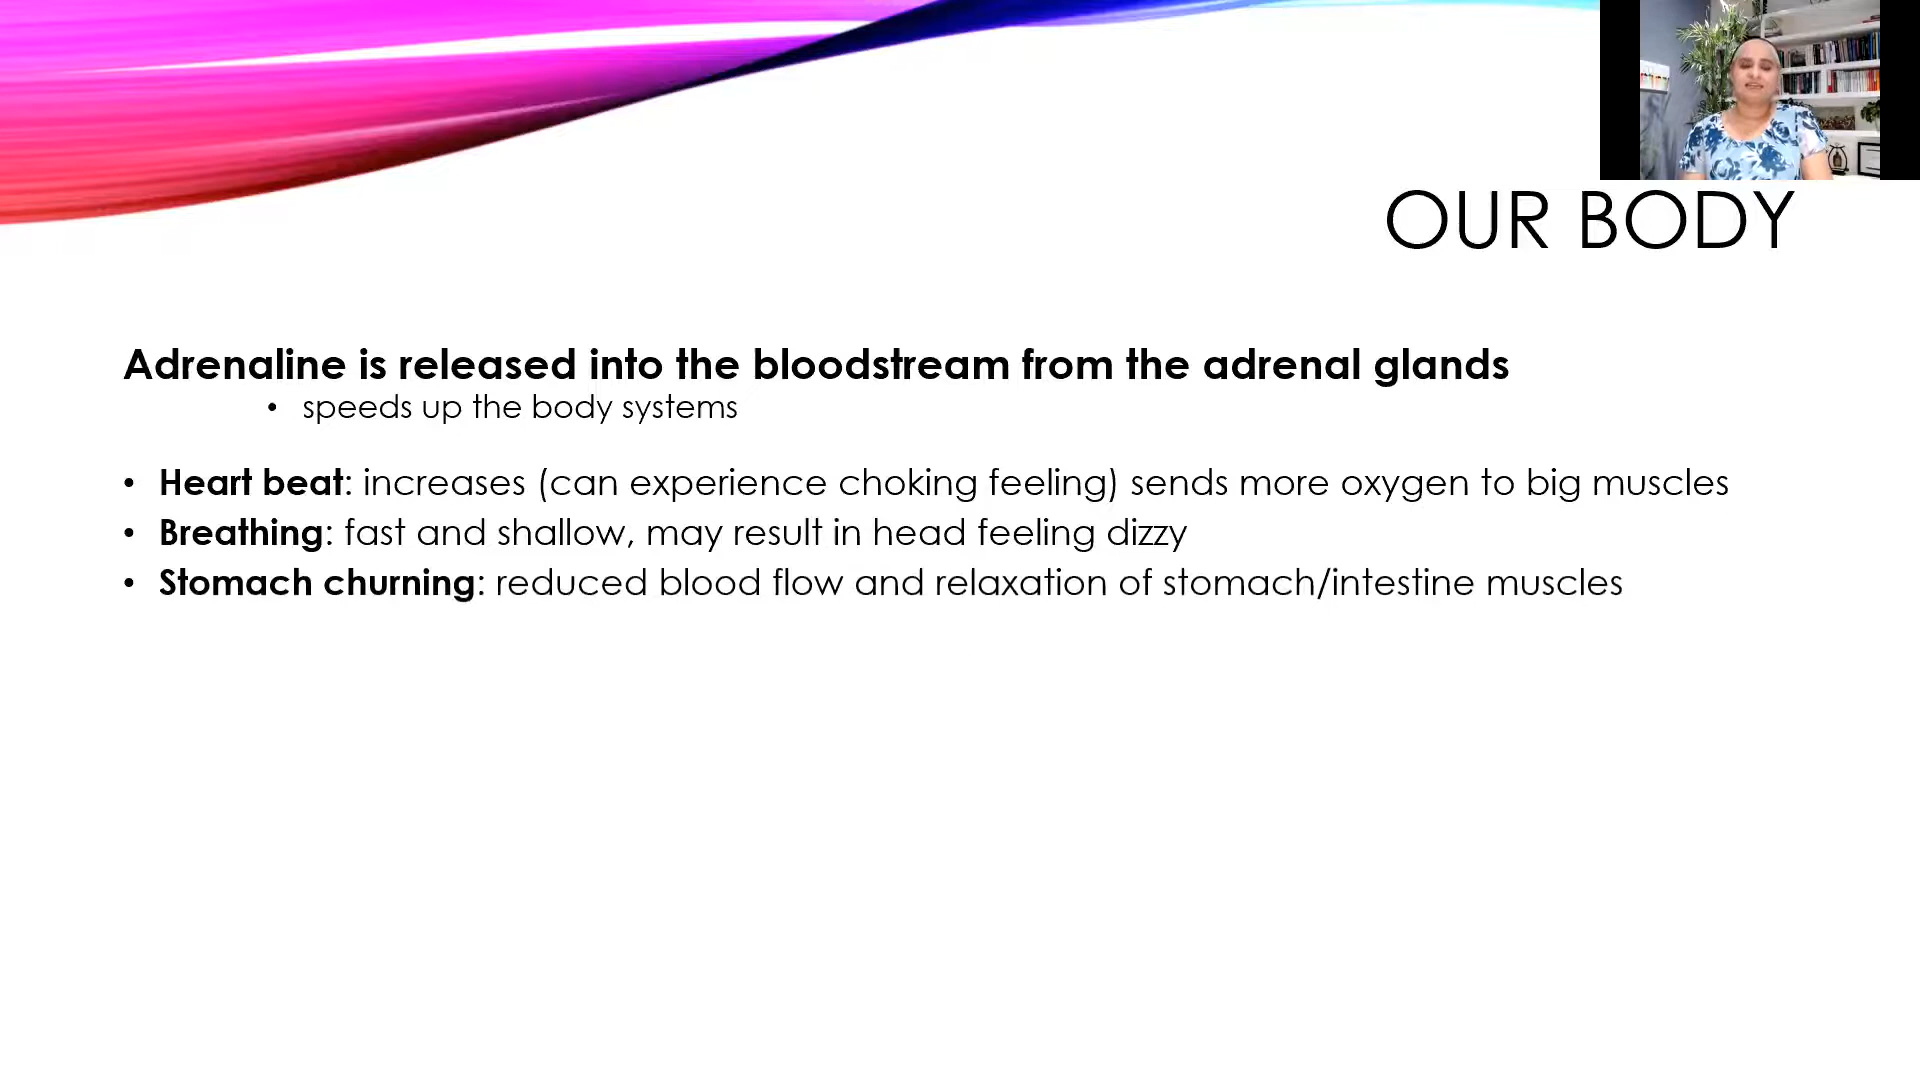 OUR BODY
Adrenaline is released into the bloodstream from the adrenal glands
• speeds up the body systems
• Heart beat: increases (can experience choking feeling) sends more oxygen to big muscles
• Breathing: fast and shallow, may result in head feeling dizzy
• Stomach churning: reduced blood flow and relaxation of stomach/intestine muscles